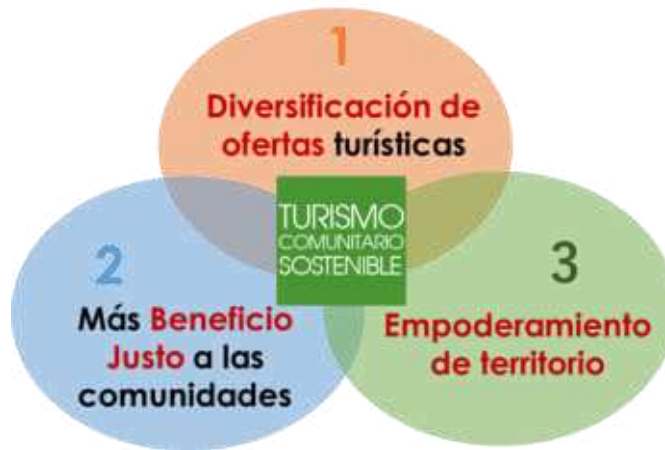 1
Diversificación de
ofertas turísticas
TURISMO
COMUNITARIO
SOSTENIBLE
2
Más Beneficio
Justo a las
comunidades
3
Empoderamiento
de territorio